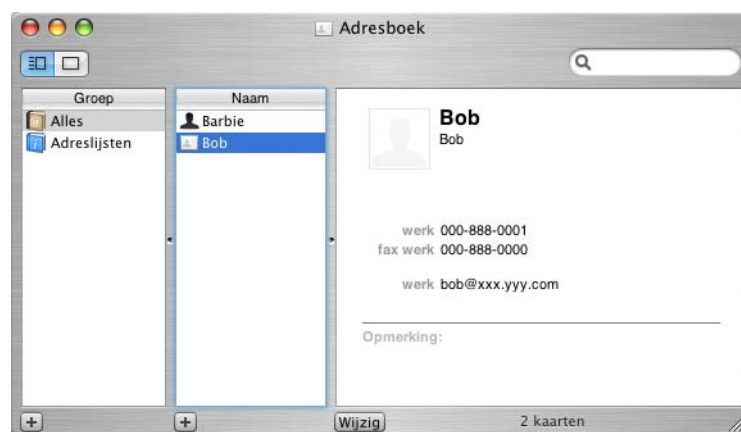 Adresboek
Groep
Alles
Adreslijsten
Naam
Barbie
Bob
Bob
Bob
werk 000-888-0001
fax werk 000-888-0000
werk bob@xxx.yyy.com
Opmerking:
Wijzig
2 kaarten